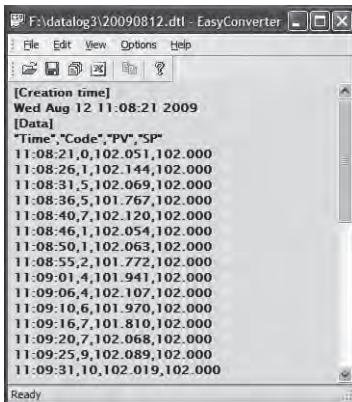 F:\datalog3\20090812.dtl - EasyConverter
File Edit View Options Help
[Creation time]
Wed Aug 12 11:08:21 2009
[Data]
"Time","Code","PV","SP"
11:08:21,0,102.051,102.000
11:08:26,1,102.144,102.000
11:08:31,5,102.069,102.000
11:08:36,5,101.767,102.000
11:08:40,7,102.120,102.000
11:08:46,1,102.054,102.000
11:08:50,1,102.063,102.000
11:08:55,2,101.772,102.000
11:09:01,4,101.941,102.000
11:09:06,4,102.107,102.000
11:09:10,6,101.970,102.000
11:09:16,7,101.810,102.000
11:09:20,7,102.068,102.000
11:09:25,9,102.089,102.000
11:09:31,10,102.019,102.000
Ready